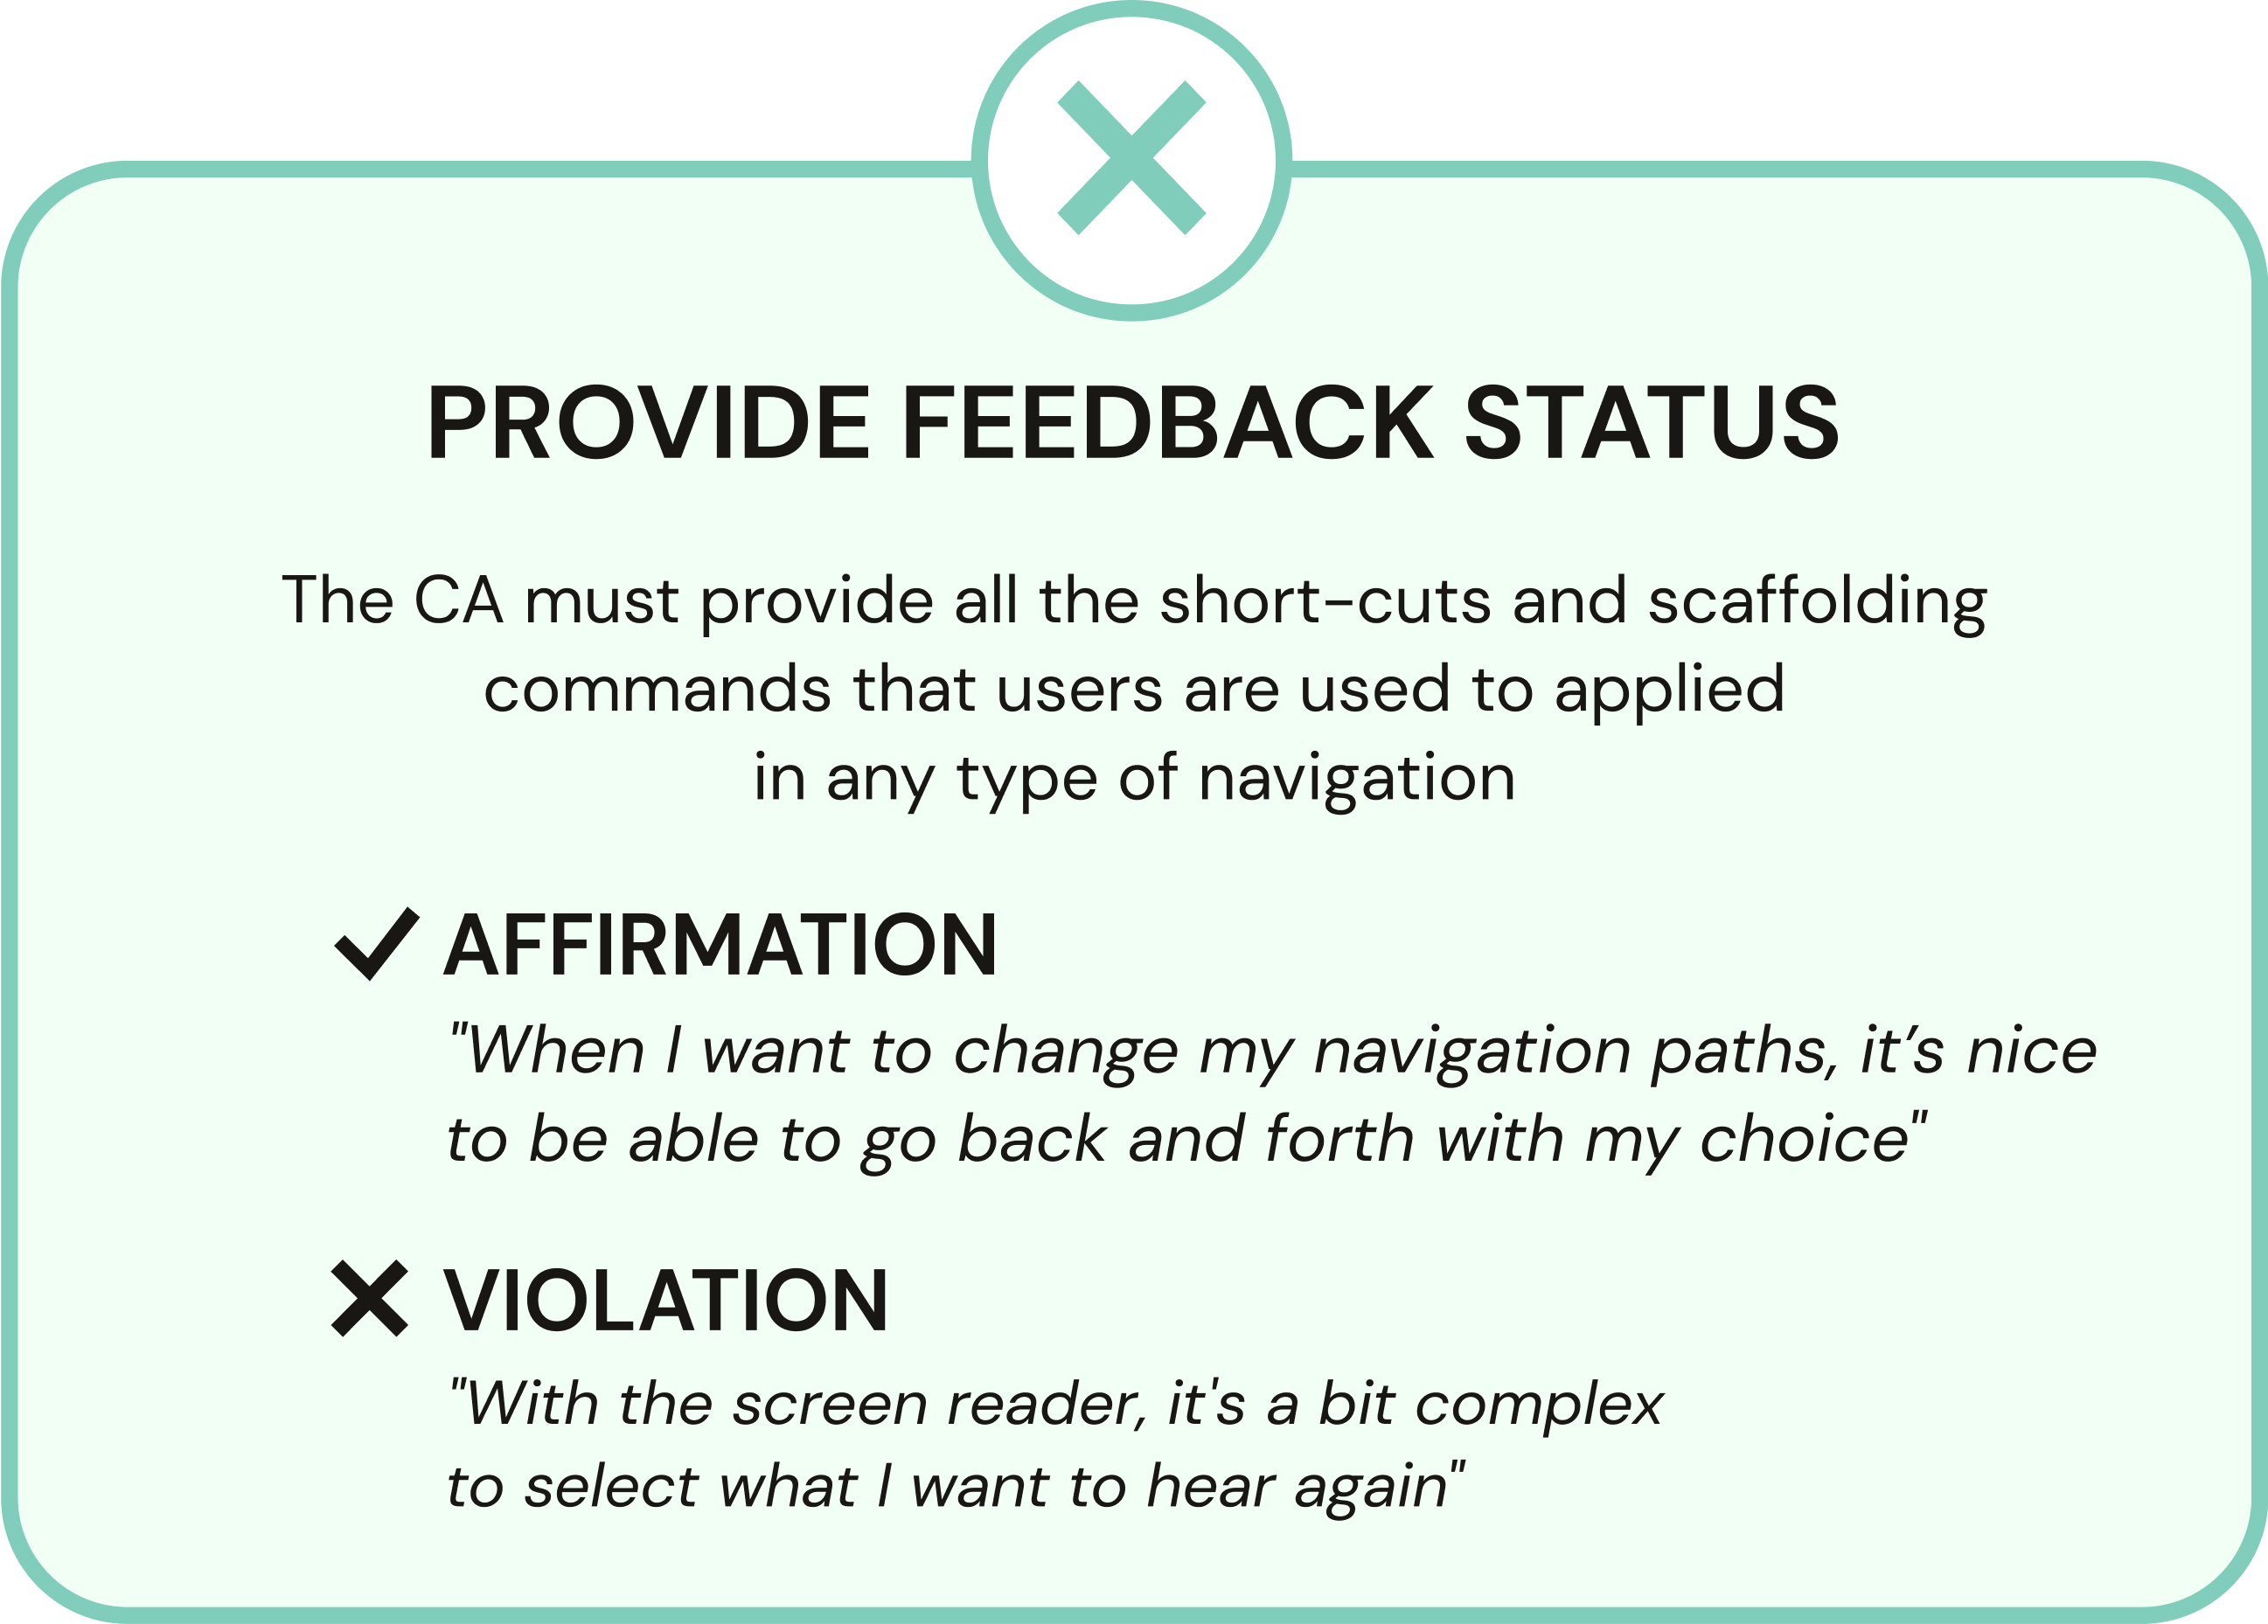 PROVIDE FEEDBACK STATUS
The CA must provide all the short-cuts and scaffolding
commands that users are used to applied
in any type of navigation
AFFIRMATION
"When I want to change my navigation paths, it’s nice
to be able to go back and forth with my choice"
VIOLATION
"With the screen reader, it's a bit complex
to select what I want to hear again"